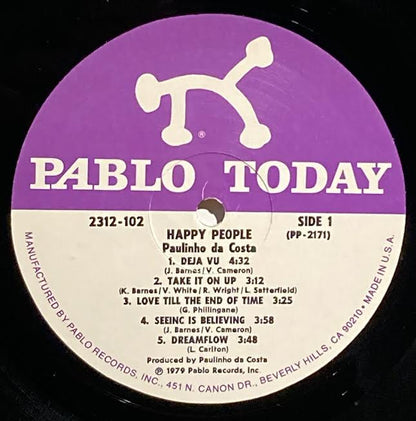 ®
PABLO TODAY
2312-102 HAPPY PEOPLE SIDE 1
Paulinho da Costa (PP-2171)
1. DEJA VU 4:32
(J. Barnes/V. Cameron)
2. TAKE IT ON UP 3:12
(K. Barnes/V. White/R. Wright/L. Satterfield)
3. LOVE TILL THE END OF TIME 3:25
(G. Phillingane)
4. SEEINC IS BELIEVING 3:58
(J. Barnes/V. Cameron)
5. DREAMFLOW 3:48
(L. Carlton)
Produced by Paulinho da Costa
℗ 1979 Pablo Records, Inc.
MANUFACTURED BY PABLO RECORDS, INC., 451 N. CANON DR., BEVERLY HILLS, CA 90210 • MADE IN U.S.A.